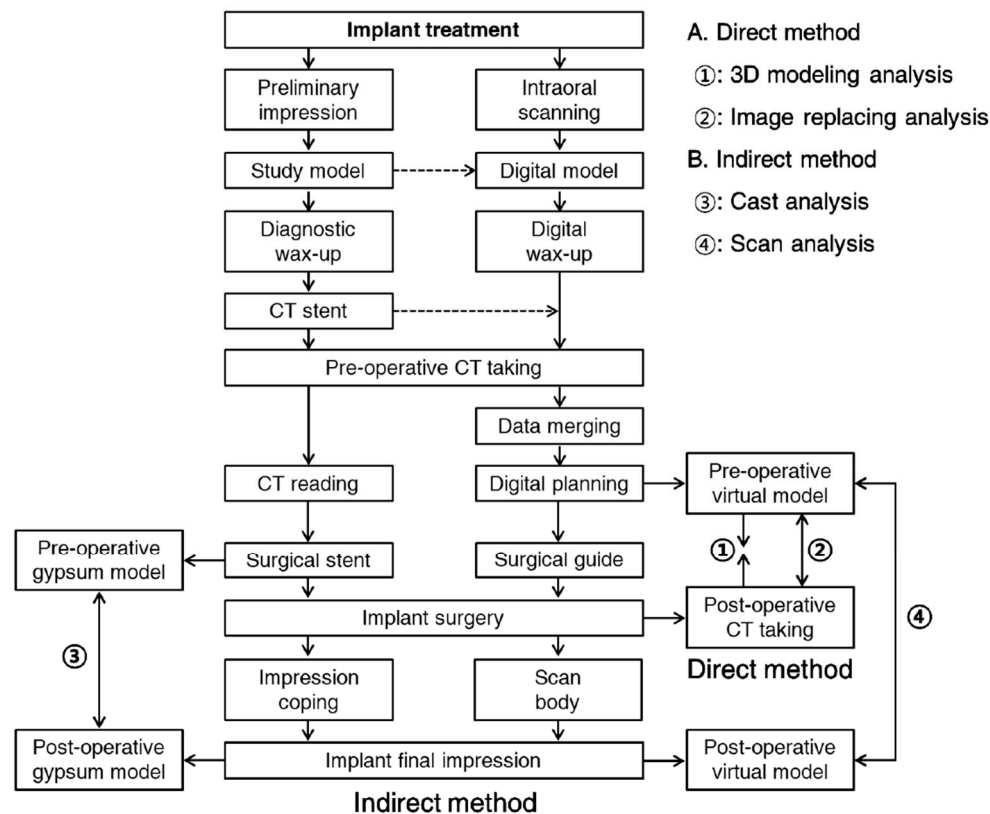 Implant treatment
Preliminary
impression
Intraoral
scanning
Study model
Digital model
Diagnostic
wax-up
Digital
wax-up
CT stent
Pre-operative CT taking
Data merging
CT reading
Digital planning
Pre-operative
virtual model
Pre-operative
gypsum model
Surgical stent
Surgical guide
①
②
Implant surgery
Post-operative
CT taking
④
③
Direct method
Impression
coping
Scan
body
Post-operative
gypsum model
Implant final impression
Post-operative
virtual model
Indirect method
A. Direct method
①: 3D modeling analysis
②: Image replacing analysis
B. Indirect method
③: Cast analysis
④: Scan analysis